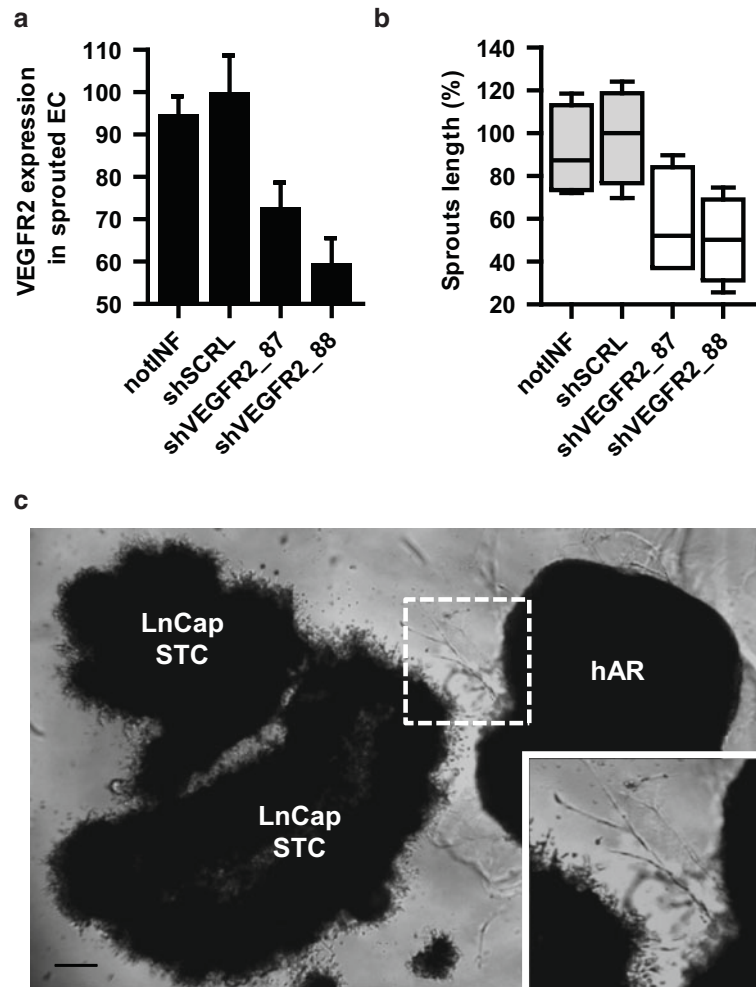 a
VEGFR2 expression
in sprouted EC
110
100
90
80
70
60
50
notINF
shSCRL
shVEGFR2_87
shVEGFR2_88
b
Sprouts length (%)
140
120
100
80
60
40
20
notINF
shSCRL
shVEGFR2_87
shVEGFR2_88
c
LnCap
STC
hAR
LnCap
STC